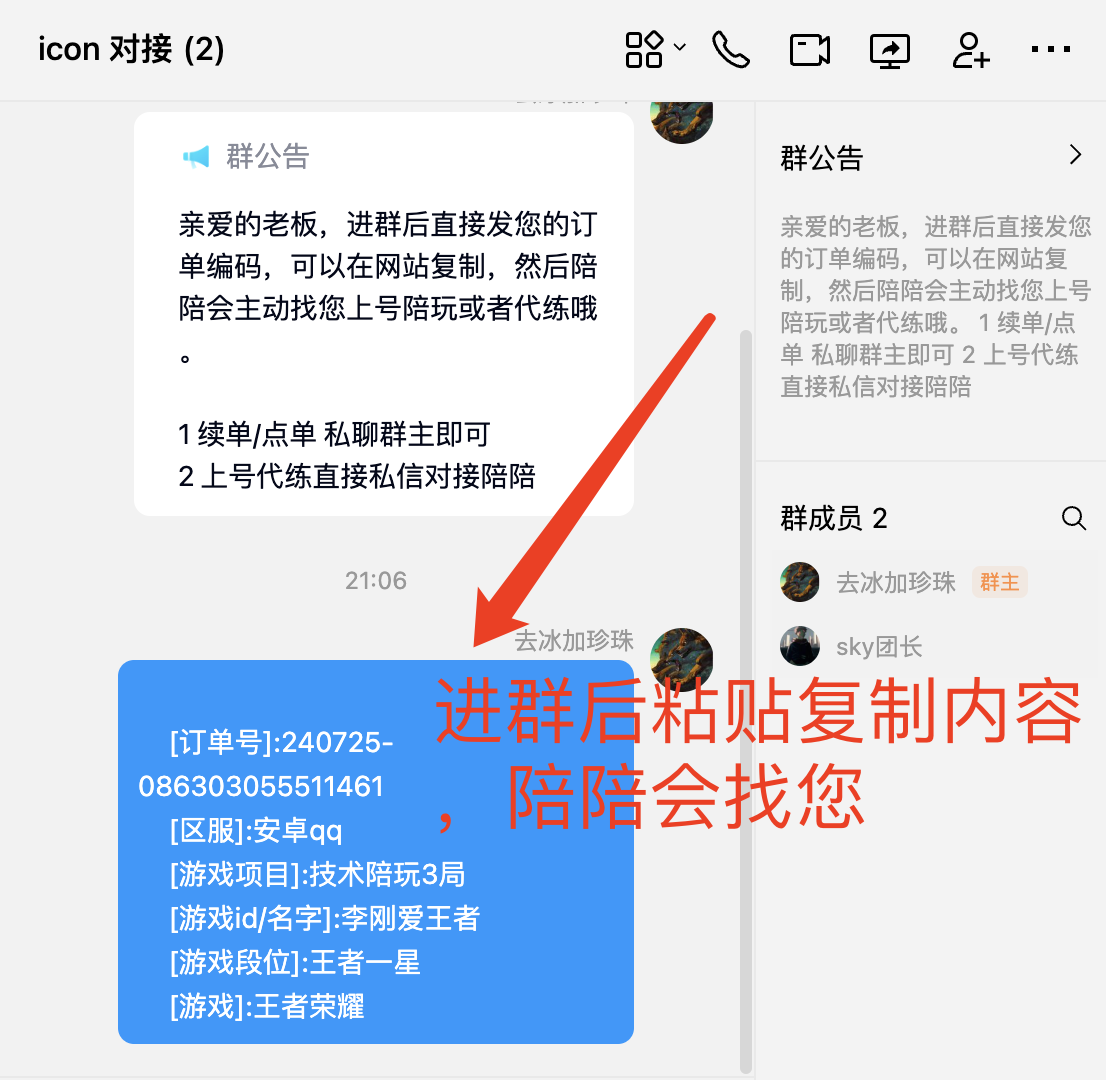 icon 对接 (2)
群公告
亲爱的老板，进群后直接发您的订
单编码，可以在网站复制，然后陪
陪会主动找您上号陪玩或者代练哦
。
1 续单/点单 私聊群主即可
2 上号代练直接私信对接陪陪
21:06
去冰加珍珠
[订单号]:240725-
086303055511461
[区服]:安卓qq
[游戏项目]:技术陪玩3局
[游戏id/名字]:李刚爱王者
[游戏段位]:王者一星
[游戏]:王者荣耀
进群后粘贴复制内容
，陪陪会找您
群公告
亲爱的老板，进群后直接发您
的订单编码，可以在网站复
制，然后陪陪会主动找您上号
陪玩或者代练哦。 1 续单/点
单 私聊群主即可 2 上号代练
直接私信对接陪陪
群成员 2
去冰加珍珠 群主
sky团长